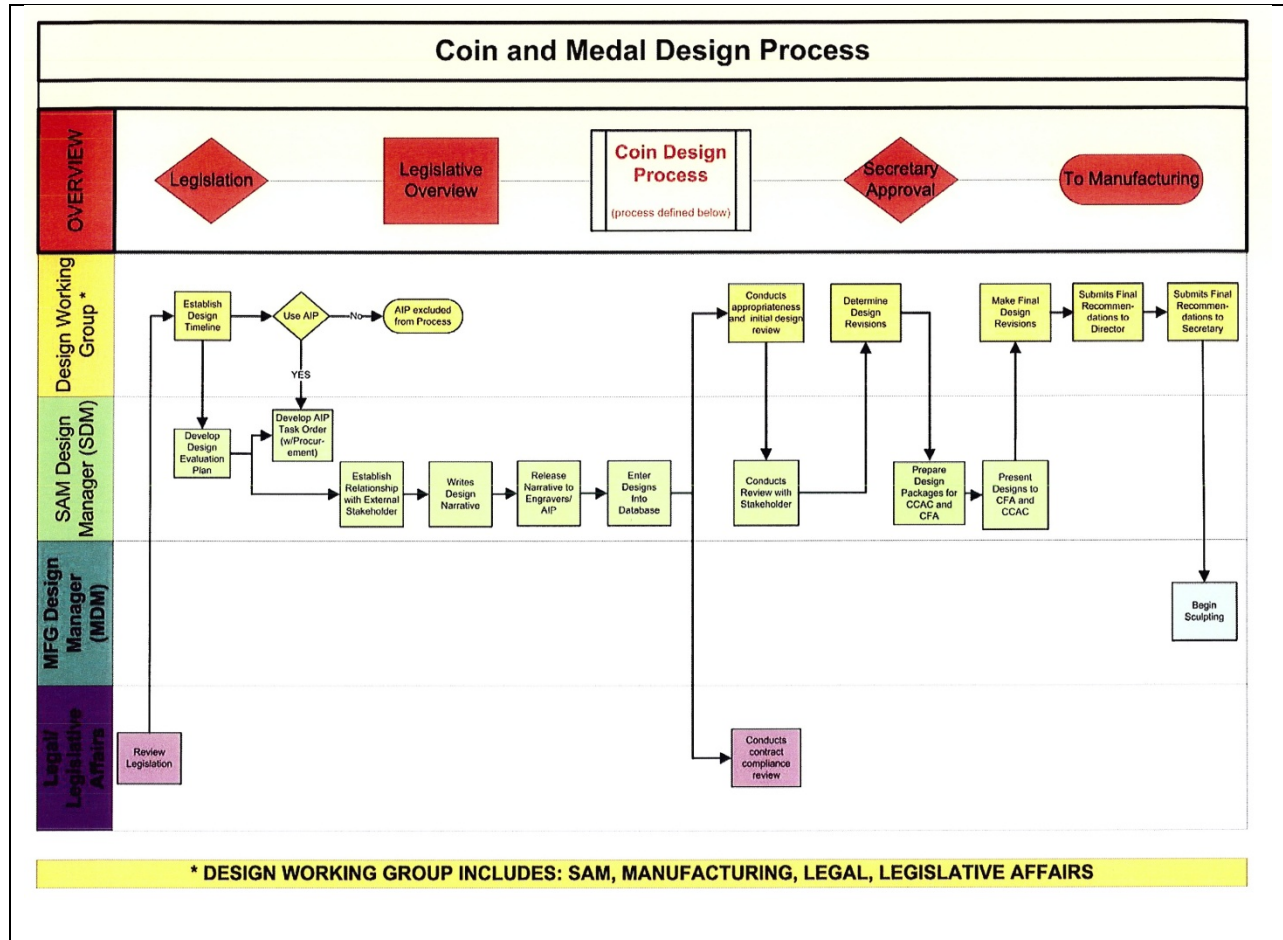 Coin and Medal Design Process
OVERVIEW
Legislation
Legislative
Overview
Coin Design
Process
(process defined below)
Secretary
Approval
To Manufacturing
Design Working
Group *
Establish
Design
Timeline
Use AIP
No
AIP excluded
from Process
YES
Conducts
appropriateness
and initial design
review
Determine
Design
Revisions
Make Final
Design
Revisions
Submits Final
Recommen-
dations to
Director
Submits Final
Recommen-
dations to
Secretary
SAM Design
Manager (SDM)
Develop
Design
Evaluation
Plan
Develop AIP
Task Order
(w/Procur-
ement)
Establish
Relationship
with External
Stakeholder
Writes
Design
Narrative
Release
Narrative to
Engravers/
AIP
Enter
Designs
Into
Database
Conducts
Review with
Stakeholder
Prepare
Design
Packages for
CCAC and
CFA
Present
Designs to
CFA and
CCAC
MFG Design
Manager
(MDM)
Begin
Sculpting
Legal/
Legislative
Affairs
Review
Legislation
Conducts
contract
compliance
review
* DESIGN WORKING GROUP INCLUDES: SAM, MANUFACTURING, LEGAL, LEGISLATIVE AFFAIRS